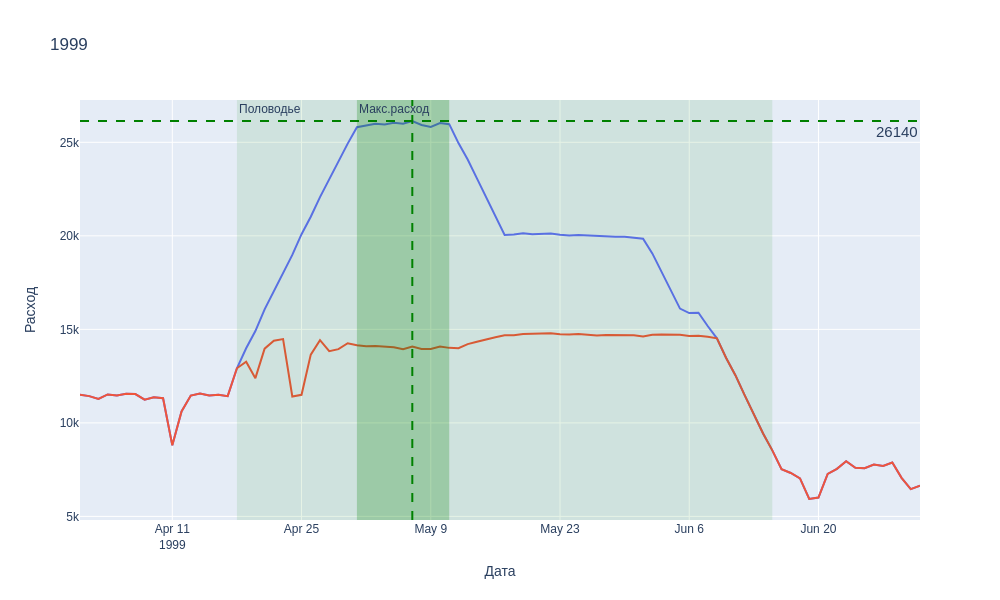 1999
Половодье
Макс.расход
26140
25k
20k
15k
10k
5k
Расход
Apr 11
1999
Apr 25
May 9
May 23
Jun 6
Jun 20
Дата